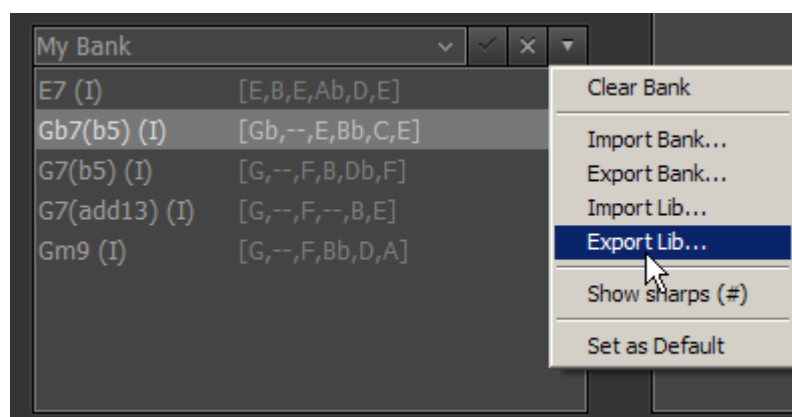 My Bank
E7 (I) [E,B,E,Ab,D,E]
Gb7(b5) (I) [Gb,--,E,Bb,C,E]
G7(b5) (I) [G,--,F,B,Db,F]
G7(add13) (I) [G,--,F,--,B,E]
Gm9 (I) [G,--,F,Bb,D,A]
Clear Bank
Import Bank...
Export Bank...
Import Lib...
Export Lib...
Show sharps (#)
Set as Default